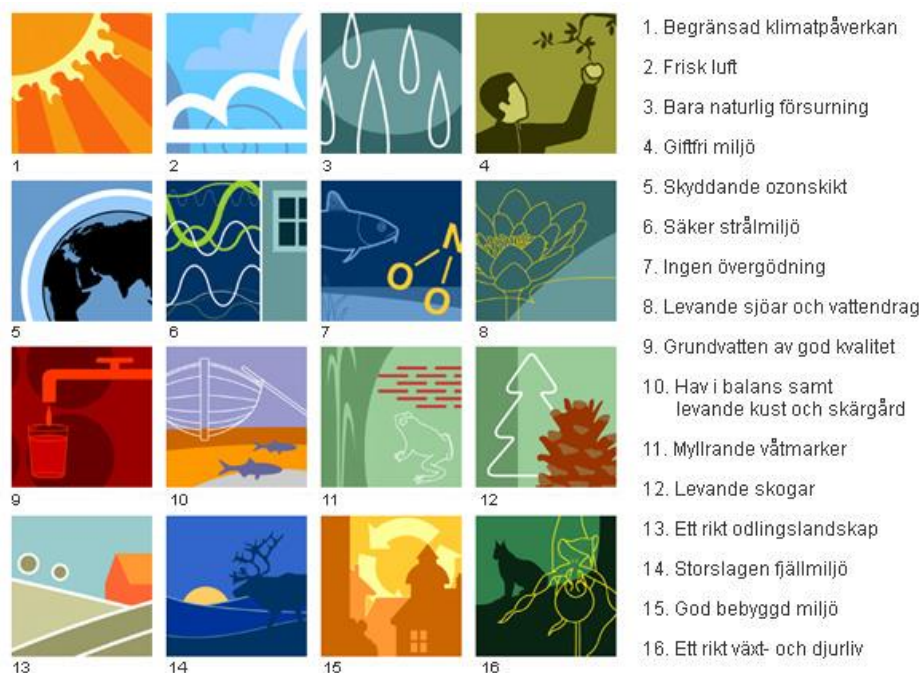 1
2
3
4
5
6
N
O
O
7
8
9
10
11
12
13
14
15
16
1. Begränsad klimatpåverkan
2. Frisk luft
3. Bara naturlig försurning
4. Giftfri miljö
5. Skyddande ozonskikt
6. Säker strålmiljö
7. Ingen övergödning
8. Levande sjöar och vattendrag
9. Grundvatten av god kvalitet
10. Hav i balans samt
levande kust och skärgård
11. Myllrande våtmarker
12. Levande skogar
13. Ett rikt odlingslandskap
14. Storslagen fjällmiljö
15. God bebyggd miljö
16. Ett rikt växt- och djurliv